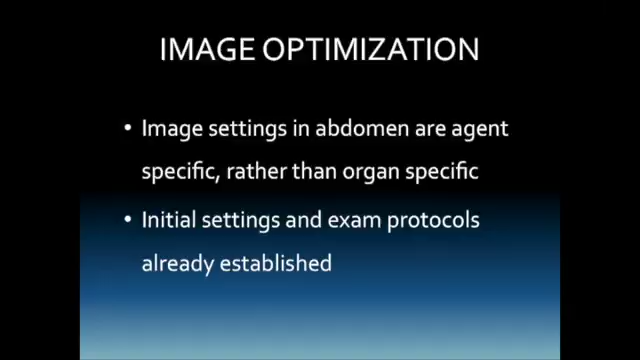 IMAGE OPTIMIZATION
• Image settings in abdomen are agent
specific, rather than organ specific
• Initial settings and exam protocols
already established